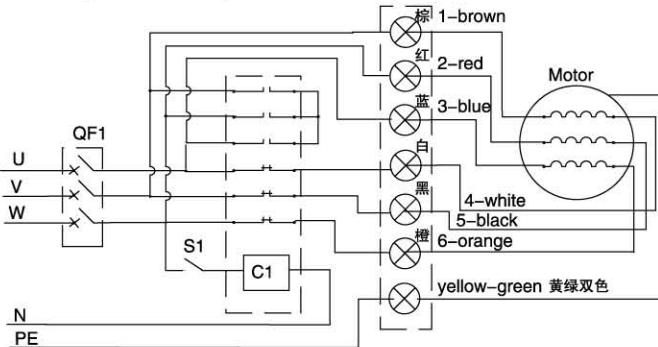 棕 1-brown
红 2-red
Motor
蓝 3-blue
QF1
U
白
V
4-white
黑
W
5-black
S1
橙 6-orange
C1
yellow-green 黄绿双色
N
PE